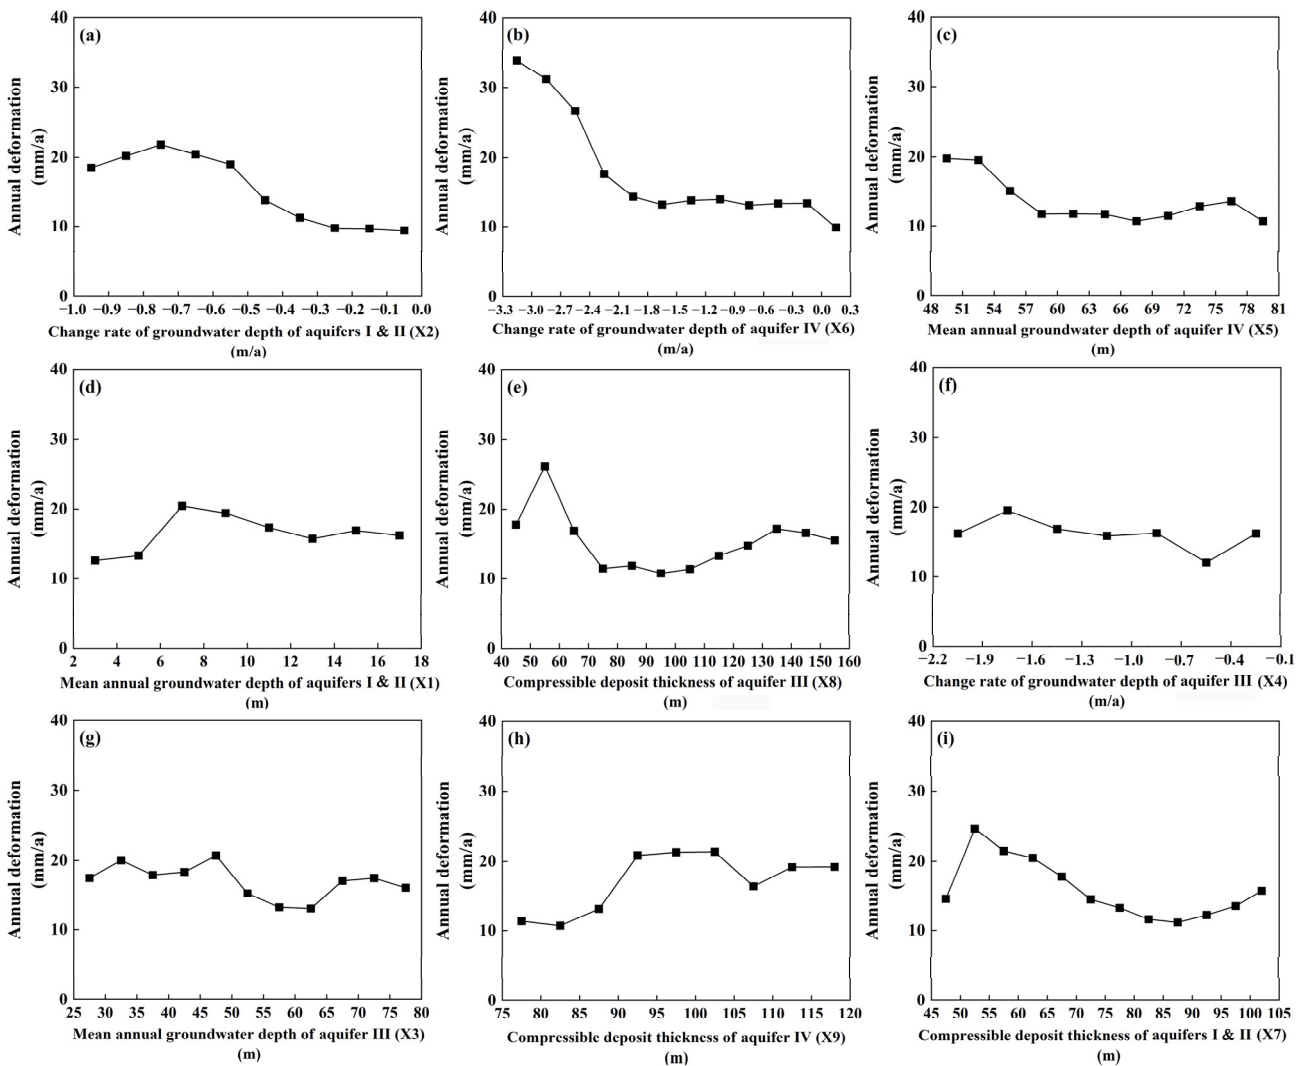 (a)
Annual deformation
(mm/a)
40
30
20
10
0
−1.0 −0.9 −0.8 −0.7 −0.6 −0.5 −0.4 −0.3 −0.2 −0.1 0.0
Change rate of groundwater depth of aquifers I & II (X2)
(m/a)
(b)
Annual deformation
(mm/a)
40
30
20
10
0
−3.3 −3.0 −2.7 −2.4 −2.1 −1.8 −1.5 −1.2 −0.9 −0.6 −0.3 0.0 0.3
Change rate of groundwater depth of aquifer IV (X6)
(m/a)
(c)
Annual deformation
(mm/a)
40
30
20
10
0
48 51 54 57 60 63 66 69 72 75 78 81
Mean annual groundwater depth of aquifer IV (X5)
(m)
(d)
Annual deformation
(mm/a)
40
30
20
10
0
2 4 6 8 10 12 14 16 18
Mean annual groundwater depth of aquifers I & II (X1)
(m)
(e)
Annual deformation
(mm/a)
40
30
20
10
0
40 50 60 70 80 90 100 110 120 130 140 150 160
Compressible deposit thickness of aquifer III (X8)
(m)
(f)
Annual deformation
(mm/a)
40
30
20
10
0
−2.2 −1.9 −1.6 −1.3 −1.0 −0.7 −0.4 −0.1
Change rate of groundwater depth of aquifer III (X4)
(m/a)
(g)
Annual deformation
(mm/a)
40
30
20
10
0
25 30 35 40 45 50 55 60 65 70 75 80
Mean annual groundwater depth of aquifer III (X3)
(m)
(h)
Annual deformation
(mm/a)
40
30
20
10
0
75 80 85 90 95 100 105 110 115 120
Compressible deposit thickness of aquifer IV (X9)
(m)
(i)
Annual deformation
(mm/a)
40
30
20
10
0
45 50 55 60 65 70 75 80 85 90 95 100 105
Compressible deposit thickness of aquifers I & II (X7)
(m)